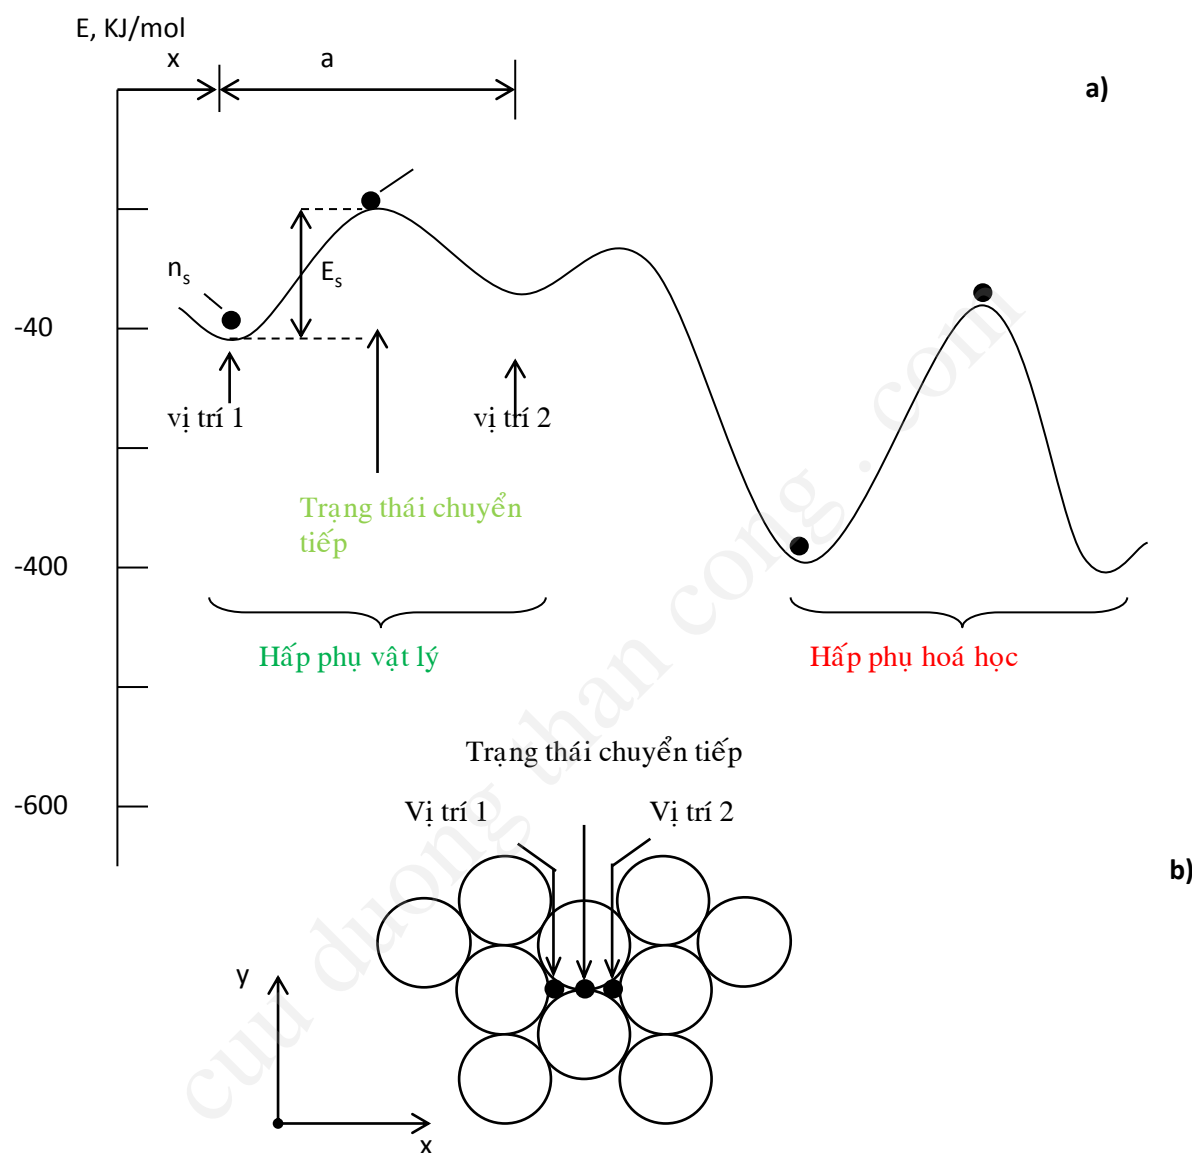 E, KJ/mol
x
a
a)
n_s
E_s
-40
vị trí 1
vị trí 2
Trạng thái chuyển
tiếp
-400
Hấp phụ vật lý
Hấp phụ hoá học
Trạng thái chuyển tiếp
-600
Vị trí 1
Vị trí 2
b)
y
x
cuu duong than cong . com